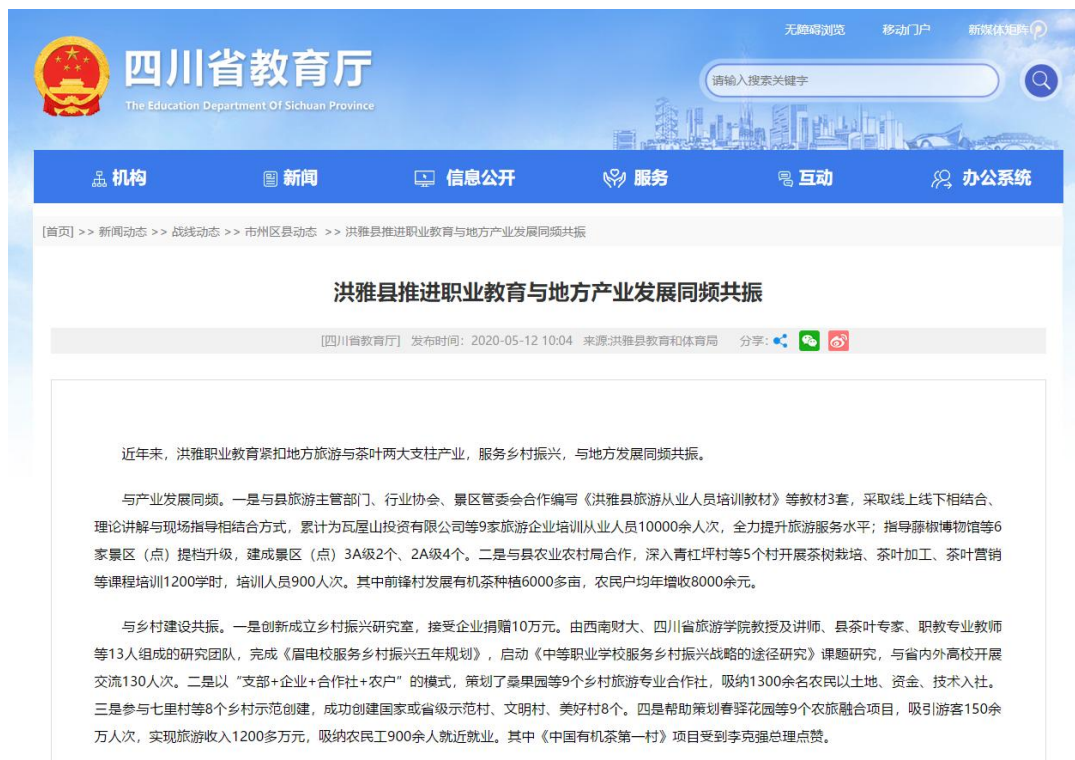 无障碍浏览 移动门户 新媒体矩阵
四川省教育厅
The Education Department Of Sichuan Province
请输入搜索关键字
机构 新闻 信息公开 服务 互动 办公系统
[首页] >> 新闻动态 >> 战线动态 >> 市州区县动态 >> 洪雅县推进职业教育与地方产业发展同频共振
洪雅县推进职业教育与地方产业发展同频共振
[四川省教育厅] 发布时间：2020-05-12 10:04 来源:洪雅县教育和体育局 分享:
近年来，洪雅职业教育紧扣地方旅游与茶叶两大支柱产业，服务乡村振兴，与地方发展同频共振。
与产业发展同频。一是与县旅游主管部门、行业协会、景区管委会合作编写《洪雅县旅游从业人员培训教材》等教材3套，采取线上线下相结合、
理论讲解与现场指导相结合方式，累计为瓦屋山投资有限公司等9家旅游企业培训从业人员10000余人次，全力提升旅游服务水平；指导藤椒博物馆等6
家景区（点）提档升级，建成景区（点）3A级2个、2A级4个。二是与县农业农村局合作，深入青杠坪村等5个村开展茶树栽培、茶叶加工、茶叶营销
等课程培训1200学时，培训人员900人次。其中前锋村发展有机茶种植6000多亩，农民户均年增收8000余元。
与乡村建设共振。一是创新成立乡村振兴研究室，接受企业捐赠10万元。由西南财大、四川省旅游学院教授及讲师、县茶叶专家、职教专业教师
等13人组成的研究团队，完成《眉电校服务乡村振兴五年规划》，启动《中等职业学校服务乡村振兴战略的途径研究》课题研究，与省内外高校开展
交流130人次。二是以“支部+企业+合作社+农户”的模式，策划了桑果园等9个乡村旅游专业合作社，吸纳1300余名农民以土地、资金、技术入社。
三是参与七里村等8个乡村示范创建，成功创建国家或省级示范村、文明村、美好村8个。四是帮助策划春驿花园等9个农旅融合项目，吸引游客150余
万人次，实现旅游收入1200多万元，吸纳农民工900余人就近就业。其中《中国有机茶第一村》项目受到李克强总理点赞。